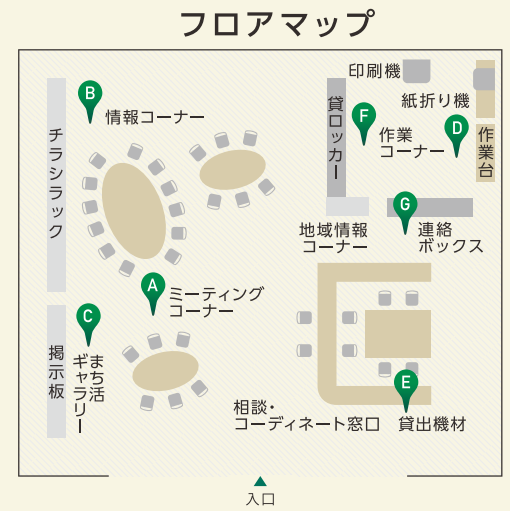 フロアマップ
印刷機
紙折り機
B
情報コーナー
チラシラック
貸ロッカー
F
作業
コーナー
D
作業台
G
地域情報
コーナー
連絡
ボックス
A
ミーティング
コーナー
C
まち活
ギャラリー
掲示板
E
相談・
コーディネート窓口
貸出機材
入口